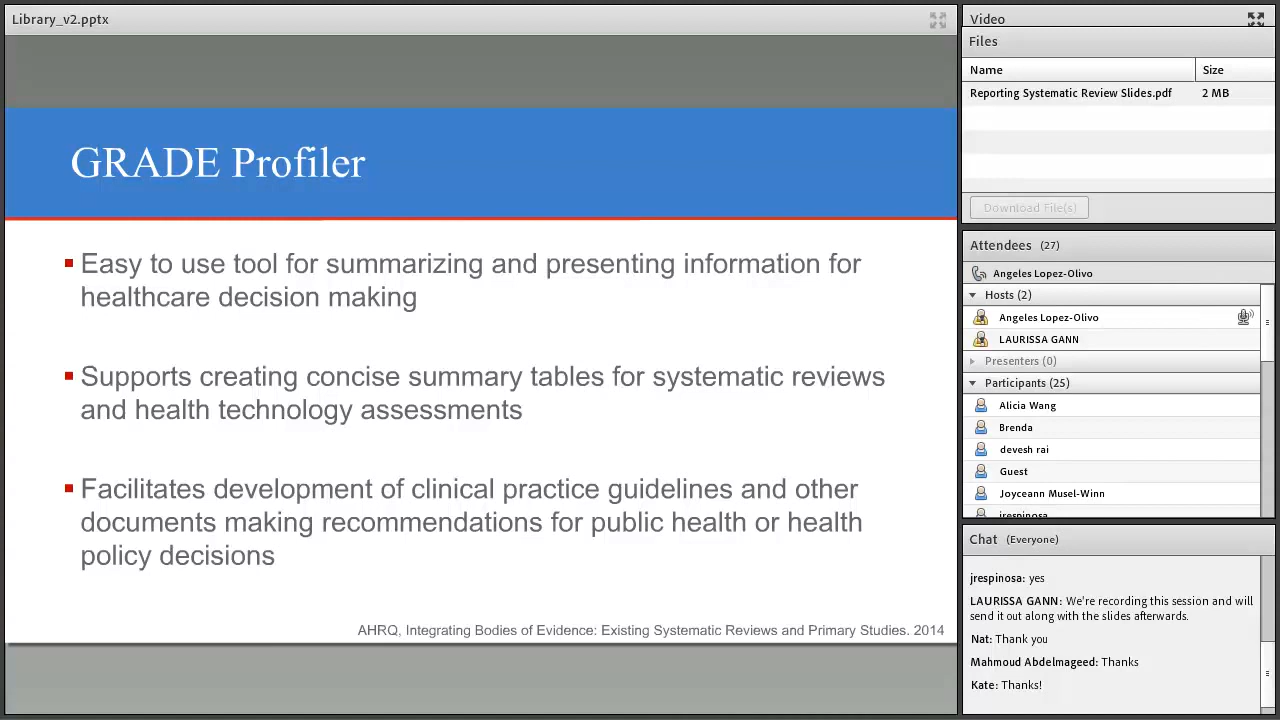 Library_v2.pptx
GRADE Profiler
Easy to use tool for summarizing and presenting information for
healthcare decision making
Supports creating concise summary tables for systematic reviews
and health technology assessments
Facilitates development of clinical practice guidelines and other
documents making recommendations for public health or health
policy decisions
AHRQ, Integrating Bodies of Evidence: Existing Systematic Reviews and Primary Studies. 2014
Video
Files
Name Size
Reporting Systematic Review Slides.pdf 2 MB
Download File(s)
Attendees (27)
Angeles Lopez-Olivo
Hosts (2)
Angeles Lopez-Olivo
LAURISSA GANN
Presenters (0)
Participants (25)
Alicia Wang
Brenda
devesh rai
Guest
Joyceann Musel-Winn
jrespinosa
Chat (Everyone)
jrespinosa: yes
LAURISSA GANN: We're recording this session and will
send it out along with the slides afterwards.
Nat: Thank you
Mahmoud Abdelmageed: Thanks
Kate: Thanks!